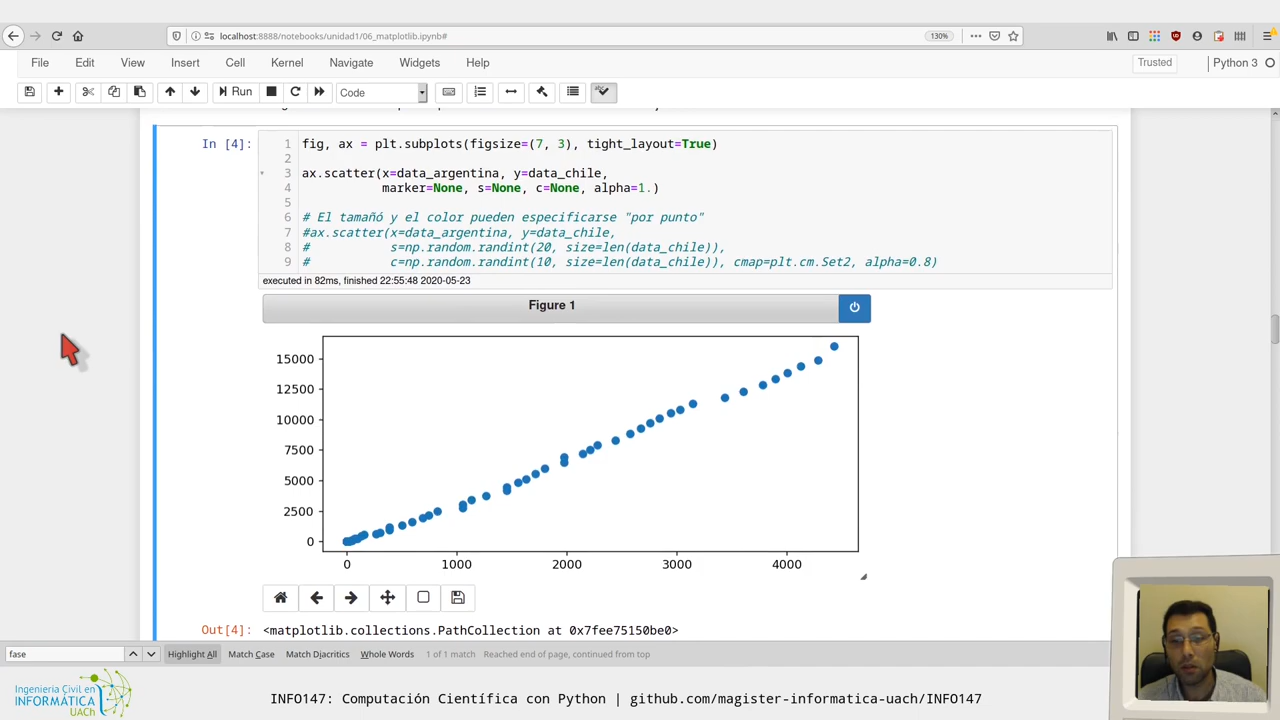 localhost:8888/notebooks/unidad1/06_matplotlib.ipynb#
130%
File Edit View Insert Cell Kernel Navigate Widgets Help
Trusted
Python 3
Run
Code
In [4]:
1 fig, ax = plt.subplots(figsize=(7, 3), tight_layout=True)
2
3 ax.scatter(x=data_argentina, y=data_chile,
4 marker=None, s=None, c=None, alpha=1.)
5
6 # El tamañó y el color pueden especificarse "por punto"
7 #ax.scatter(x=data_argentina, y=data_chile,
8 # s=np.random.randint(20, size=len(data_chile)),
9 # c=np.random.randint(10, size=len(data_chile)), cmap=plt.cm.Set2, alpha=0.8)
executed in 82ms, finished 22:55:48 2020-05-23
Figure 1
15000
12500
10000
7500
5000
2500
0
0 1000 2000 3000 4000
Out[4]: <matplotlib.collections.PathCollection at 0x7fee75150be0>
fase
Highlight All Match Case Match Diacritics Whole Words 1 of 1 match Reached end of page, continued from top
Ingeniería Civil en
INFORMÁTICA
UACh
INFO147: Computación Científica con Python | github.com/magister-informatica-uach/INFO147